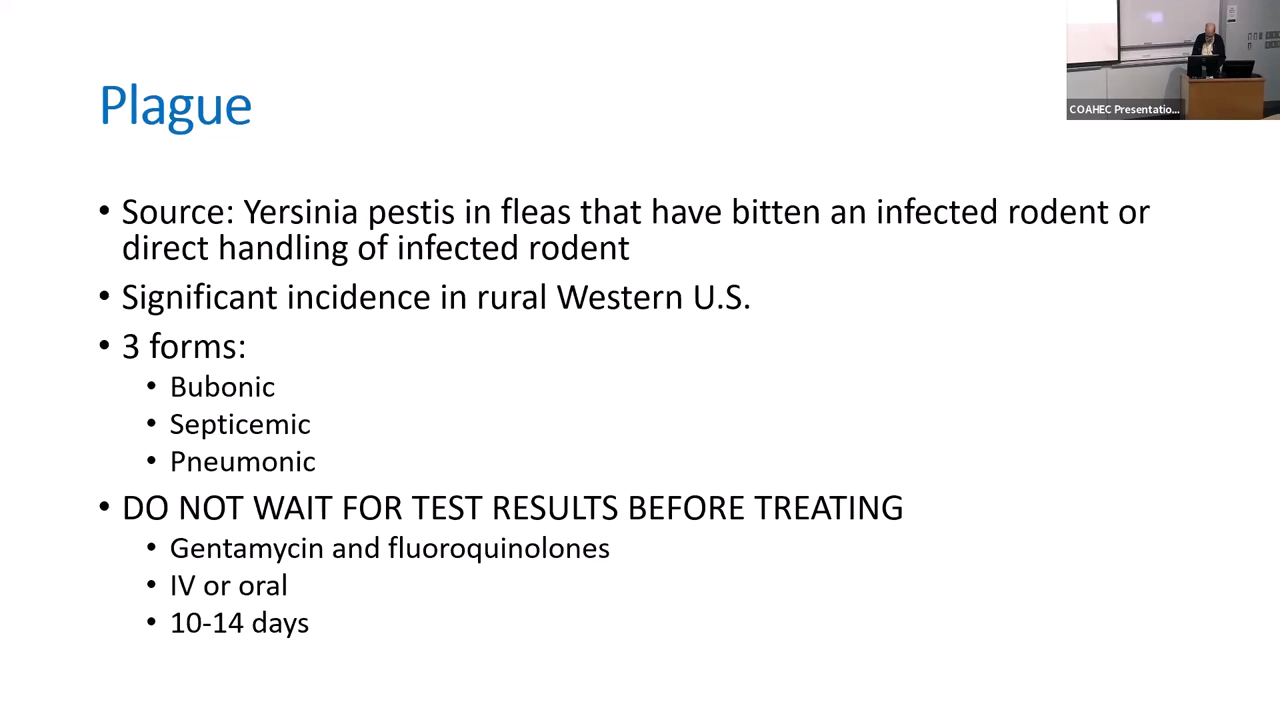 COAHEC Presentatio...
Plague
• Source: Yersinia pestis in fleas that have bitten an infected rodent or
direct handling of infected rodent
• Significant incidence in rural Western U.S.
• 3 forms:
• Bubonic
• Septicemic
• Pneumonic
• DO NOT WAIT FOR TEST RESULTS BEFORE TREATING
• Gentamycin and fluoroquinolones
• IV or oral
• 10-14 days